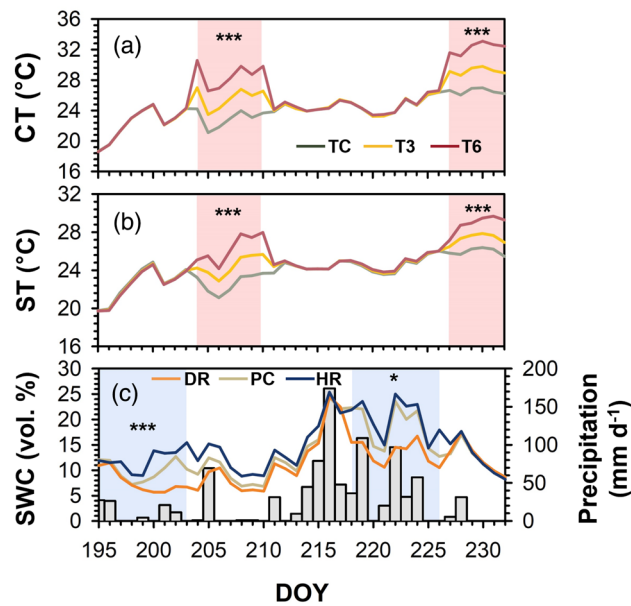 36
32
28
24
20
16
CT (°C)
(a)
***
***
TC T3 T6
32
28
24
20
16
ST (°C)
(b)
***
***
30
25
20
15
10
5
0
SWC (vol. %)
(c)
DR PC HR
***
*
200
150
100
50
0
Precipitation
(mm d⁻¹)
195 200 205 210 215 220 225 230
DOY